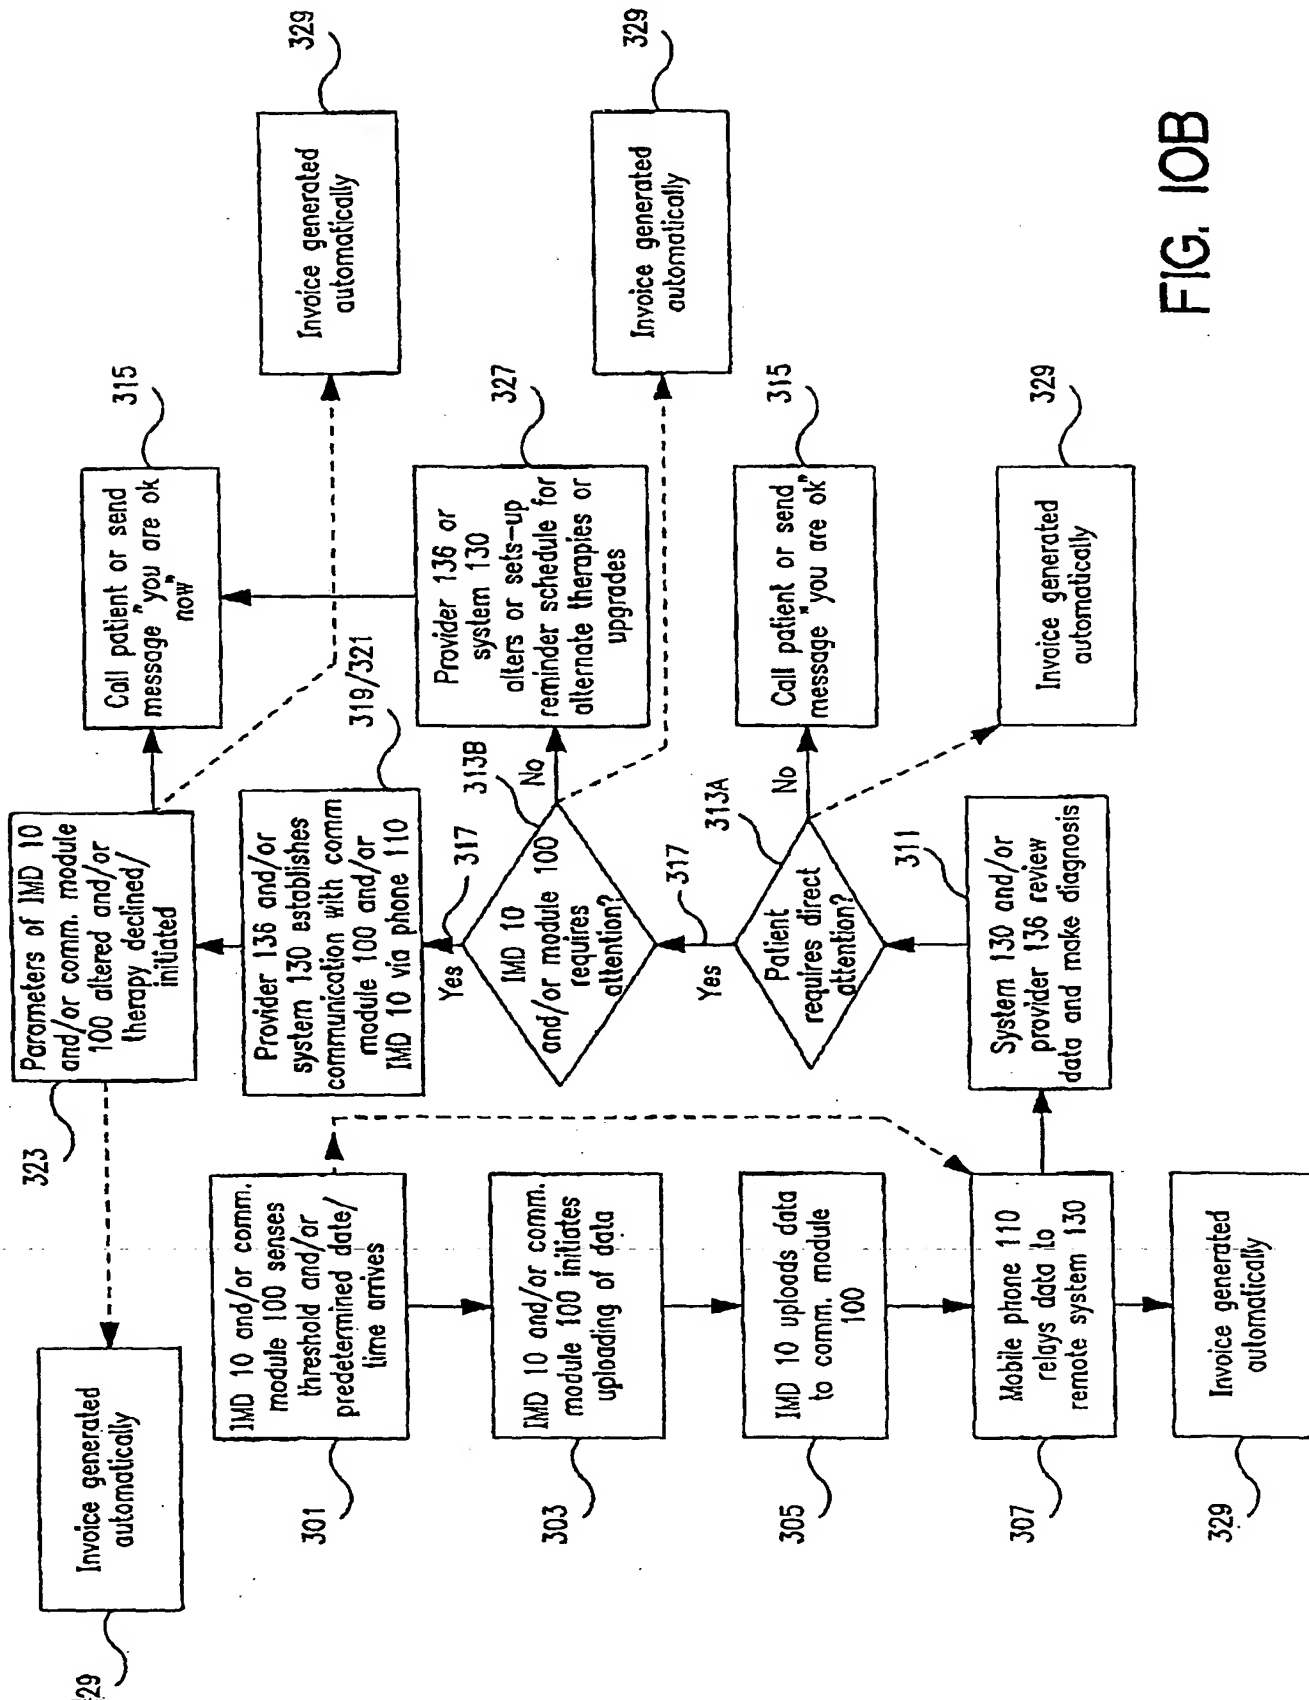 323
Parameters of IMD 10
and/or comm. module
100 altered and/or
therapy declined/
initiated
315
Call patient or send
message "you are ok
now"
329
Invoice generated
automatically
329
Invoice generated
automatically
319/321
Provider 136 and/or
system 130 establishes
communication with comm
module 100 and/or
IMD 10 via phone 110
317
Yes
313B
No
IMD 10
and/or module 100
requires
attention?
327
Provider 136 or
system 130
alters or sets-up
reminder schedule for
alternate therapies or
upgrades
329
Invoice generated
automatically
317
Yes
313A
No
Patient
requires direct
attention?
315
Call patient or send
message "you are ok"
329
Invoice generated
automatically
311
System 130 and/or
provider 136 review
data and make diagnosis
301
IMD 10 and/or comm.
module 100 senses
threshold and/or
predetermined date/
time arrives
303
IMD 10 and/or comm.
module 100 initiates
uploading of data
305
IMD 10 uploads data
to comm. module
100
307
Mobile phone 110
relays data to
remote system 130
329
Invoice generated
automatically
FIG. 10B